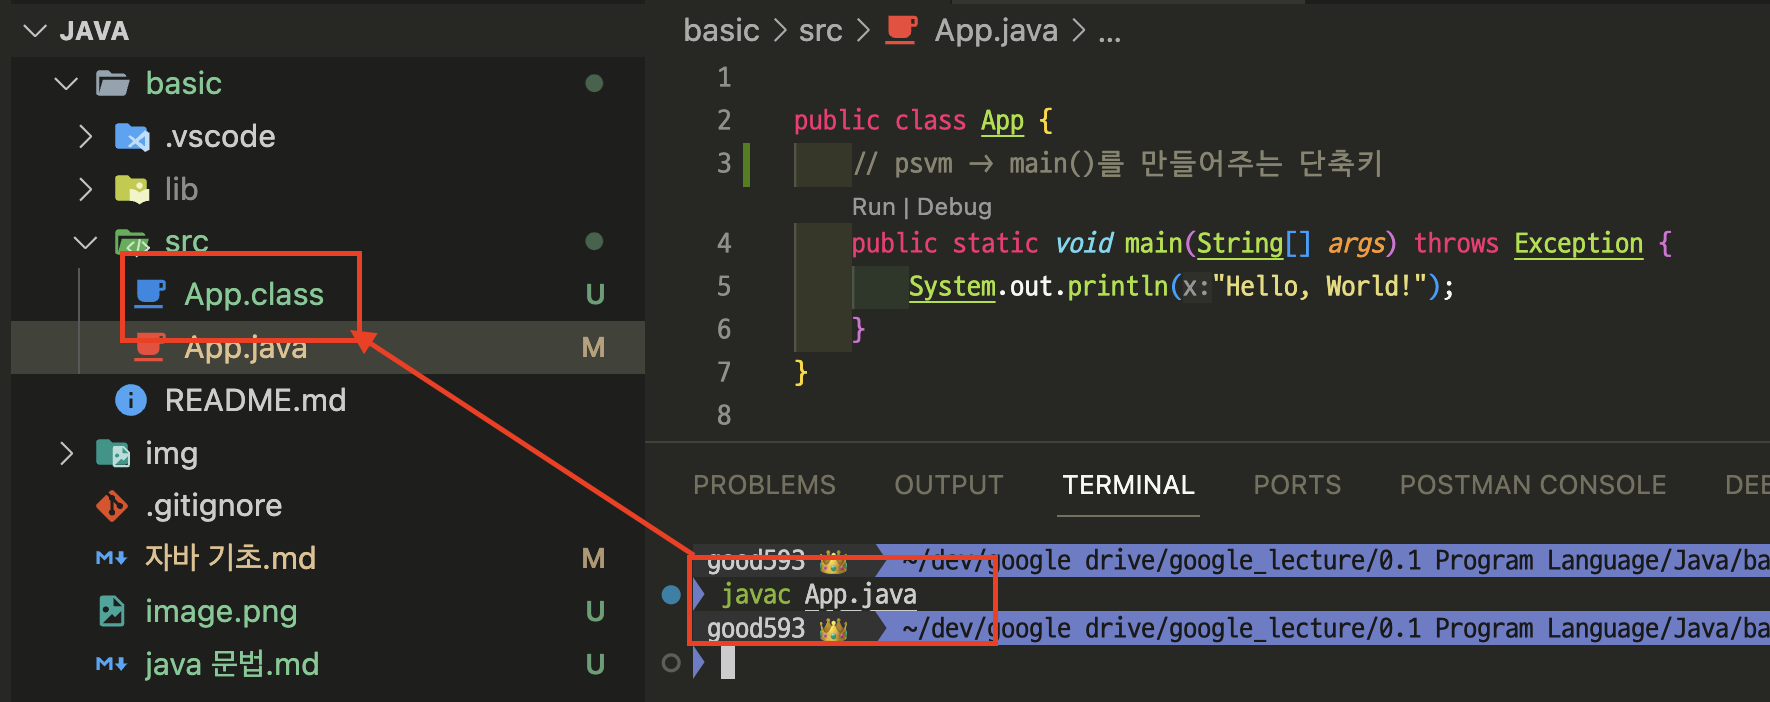 JAVA
basic
.vscode
lib
src
App.class U
App.java M
README.md
img
.gitignore
자바 기초.md M
image.png U
java 문법.md U
basic > src > App.java > ...
1
2 public class App {
3 // psvm -> main()를 만들어주는 단축키
Run | Debug
4 public static void main(String[] args) throws Exception {
5 System.out.println(x:"Hello, World!");
6 }
7 }
8
PROBLEMS OUTPUT TERMINAL PORTS POSTMAN CONSOLE DEE
good593 ~/dev/google drive/google_lecture/0.1 Program Language/Java/ba
javac App.java
good593 ~/dev/google drive/google_lecture/0.1 Program Language/Java/ba